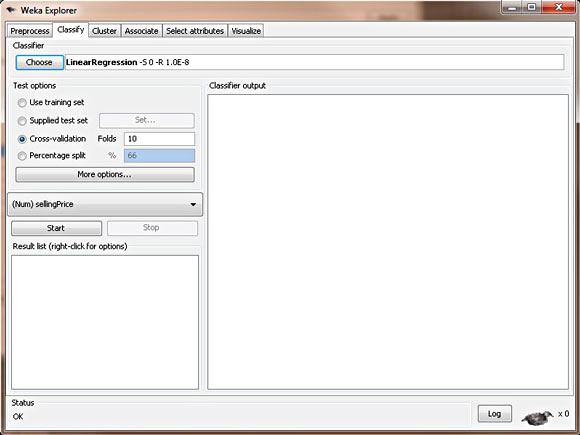 Weka Explorer
Preprocess Classify Cluster Associate Select attributes Visualize
Classifier
Choose LinearRegression -S 0 -R 1.0E-8
Test options
Use training set
Supplied test set Set...
Cross-validation Folds 10
Percentage split % 66
More options...
(Num) sellingPrice
Start Stop
Result list (right-click for options)
Classifier output
Status
OK
Log x 0